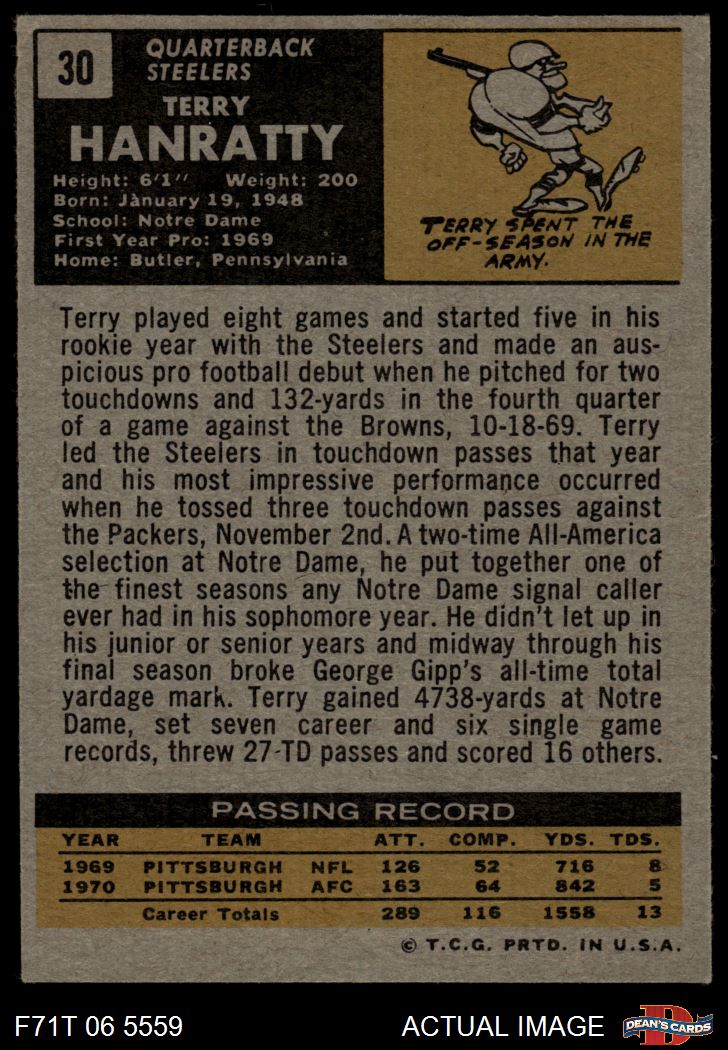 30
QUARTERBACK
STEELERS
TERRY
HANRATTY
Height: 6'1" Weight: 200
Born: January 19, 1948
School: Notre Dame
First Year Pro: 1969
Home: Butler, Pennsylvania
TERRY SPENT THE
OFF-SEASON IN THE
ARMY.
Terry played eight games and started five in his
rookie year with the Steelers and made an aus-
picious pro football debut when he pitched for two
touchdowns and 132-yards in the fourth quarter
of a game against the Browns, 10-18-69. Terry
led the Steelers in touchdown passes that year
and his most impressive performance occurred
when he tossed three touchdown passes against
the Packers, November 2nd. A two-time All-America
selection at Notre Dame, he put together one of
the finest seasons any Notre Dame signal caller
ever had in his sophomore year. He didn't let up in
his junior or senior years and midway through his
final season broke George Gipp's all-time total
yardage mark. Terry gained 4738-yards at Notre
Dame, set seven career and six single game
records, threw 27-TD passes and scored 16 others.
PASSING RECORD
YEAR TEAM ATT. COMP. YDS. TDS.
1969 PITTSBURGH NFL 126 52 716 8
1970 PITTSBURGH AFC 163 64 842 5
Career Totals 289 116 1558 13
© T.C.G. PRTD. IN U.S.A.
F71T 06 5559 ACTUAL IMAGE D DEAN'S CARDS